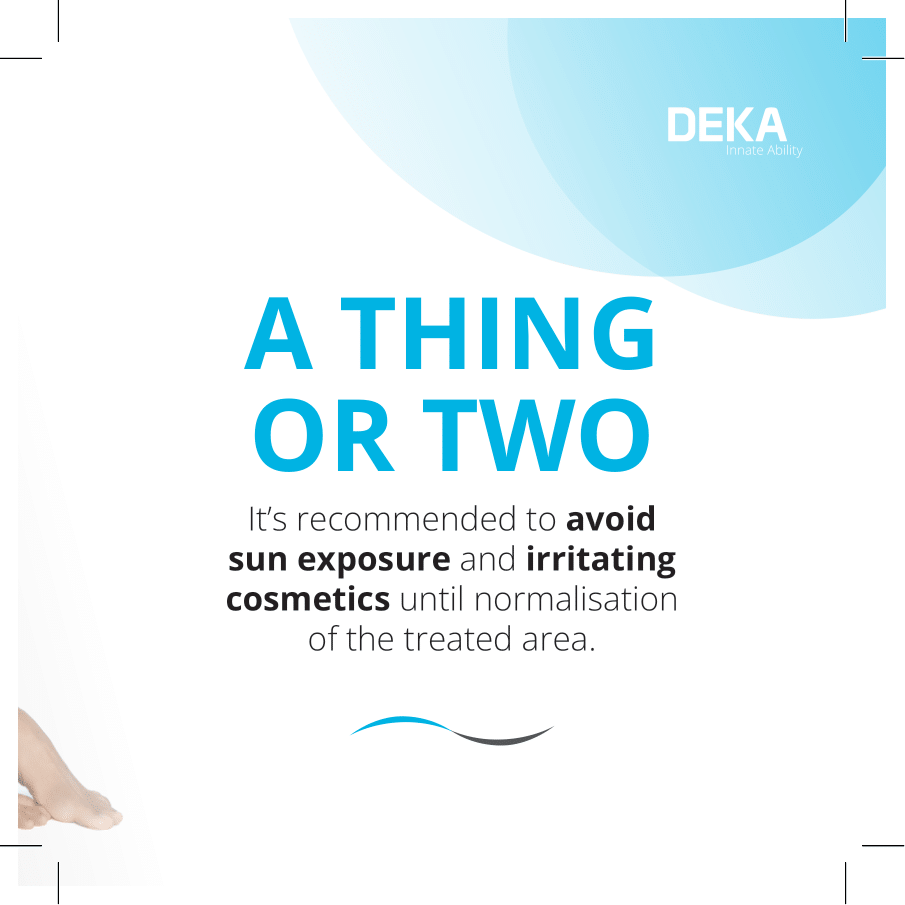 DEKA
Innate Ability
A THING
OR TWO
It’s recommended to avoid
sun exposure and irritating
cosmetics until normalisation
of the treated area.